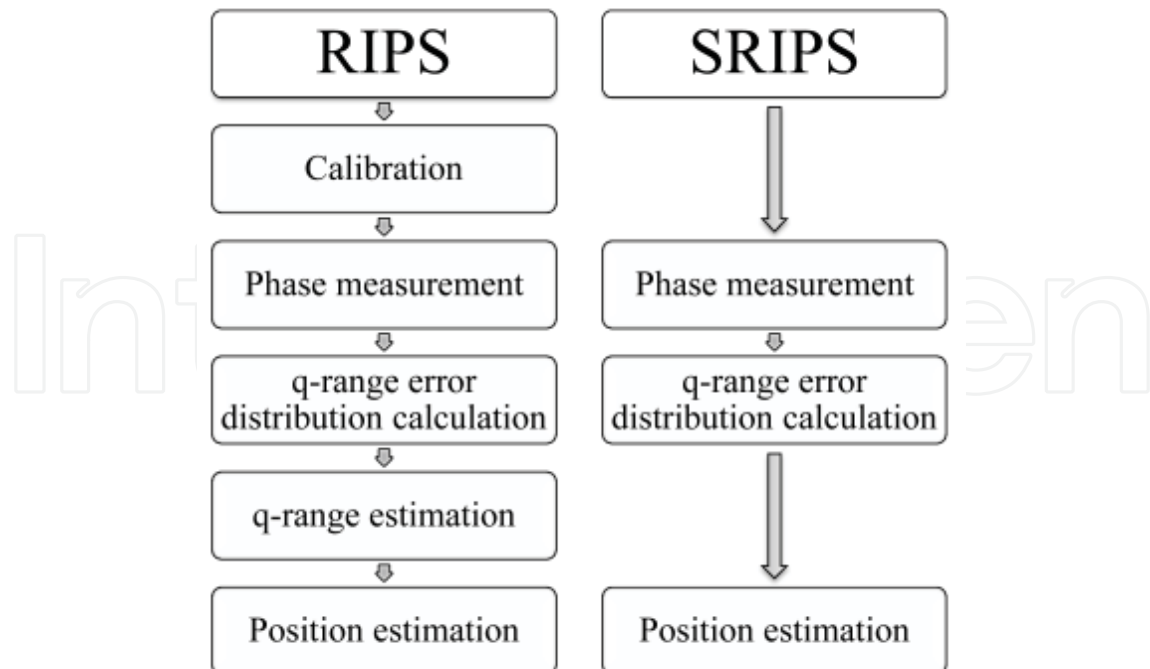 RIPS
Calibration
Phase measurement
q-range error
distribution calculation
q-range estimation
Position estimation
SRIPS
Phase measurement
q-range error
distribution calculation
Position estimation